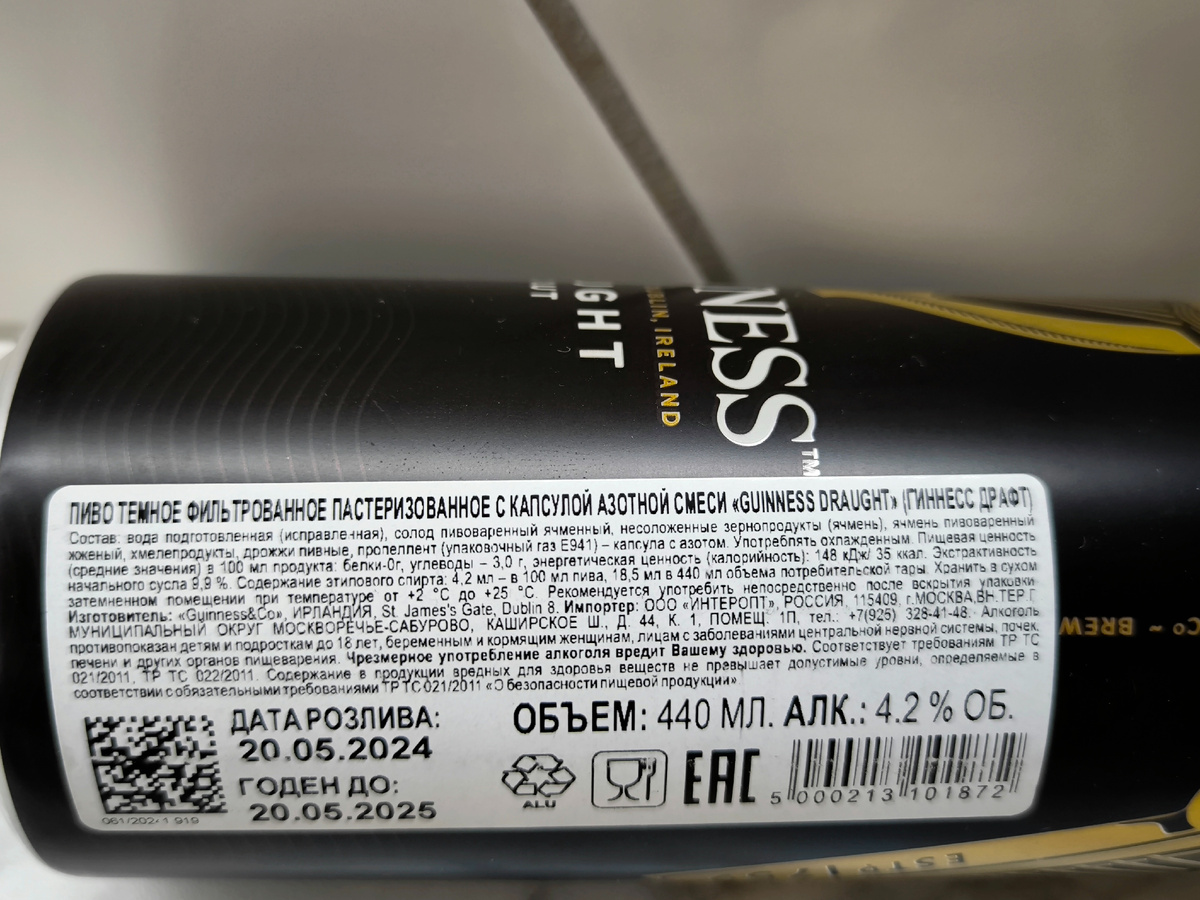 NESS
TM
BLIN, IRELAND
UGHT
UT
Cº ~ BREW
ПИВО ТЕМНОЕ ФИЛЬТРОВАННОЕ ПАСТЕРИЗОВАННОЕ С КАПСУЛОЙ АЗОТНОЙ СМЕСИ «GUINNESS DRAUGHT» (ГИННЕСС ДРАФТ)
Состав: вода подготовленная (исправленная), солод пивоваренный ячменный, несоложенные зернопродукты (ячмень), ячмень пивоваренный
жженый, хмелепродукты, дрожжи пивные, пропеллент (упаковочный газ Е941) – капсула с азотом. Употреблять охлажденным. Пищевая ценность
(средние значения) в 100 мл продукта: белки-0г, углеводы – 3,0 г, энергетическая ценность (калорийность): 148 кДж/ 35 ккал. Экстрактивность
начального сусла 9,9 %. Содержание этилового спирта: 4,2 мл – в 100 мл пива, 18,5 мл в 440 мл объема потребительской тары. Хранить в сухом
затемненном помещении при температуре от +2 °С до +25 °С. Рекомендуется употребить непосредственно после вскрытия упаковки
Изготовитель: «Guinness&Co», ИРЛАНДИЯ, St. James's Gate, Dublin 8. Импортер: ООО «ИНТЕРОПТ», РОССИЯ, 115409, г.МОСКВА,ВН.ТЕР.Г.
МУНИЦИПАЛЬНЫЙ ОКРУГ МОСКВОРЕЧЬЕ-САБУРОВО, КАШИРСКОЕ Ш., Д. 44, К. 1, ПОМЕЩ. 1П, тел.: +7(925) 328-41-48. Алкоголь
противопоказан детям и подросткам до 18 лет, беременным и кормящим женщинам, лицам с заболеваниями центральной нервной системы, почек,
печени и других органов пищеварения. Чрезмерное употребление алкоголя вредит Вашему здоровью. Соответствует требованиям ТР ТС
021/2011, ТР ТС 022/2011. Содержание в продукции вредных для здоровья веществ не превышает допустимые уровни, определяемые в
соответствии с обязательными требованиями ТР ТС 021/2011 «О безопасности пищевой продукции»
ДАТА РОЗЛИВА:
20.05.2024
ГОДЕН ДО:
20.05.2025
ОБЪЕМ: 440 МЛ. АЛК.: 4.2 % ОБ.
ALU
EAC
5 000213 101872
EST